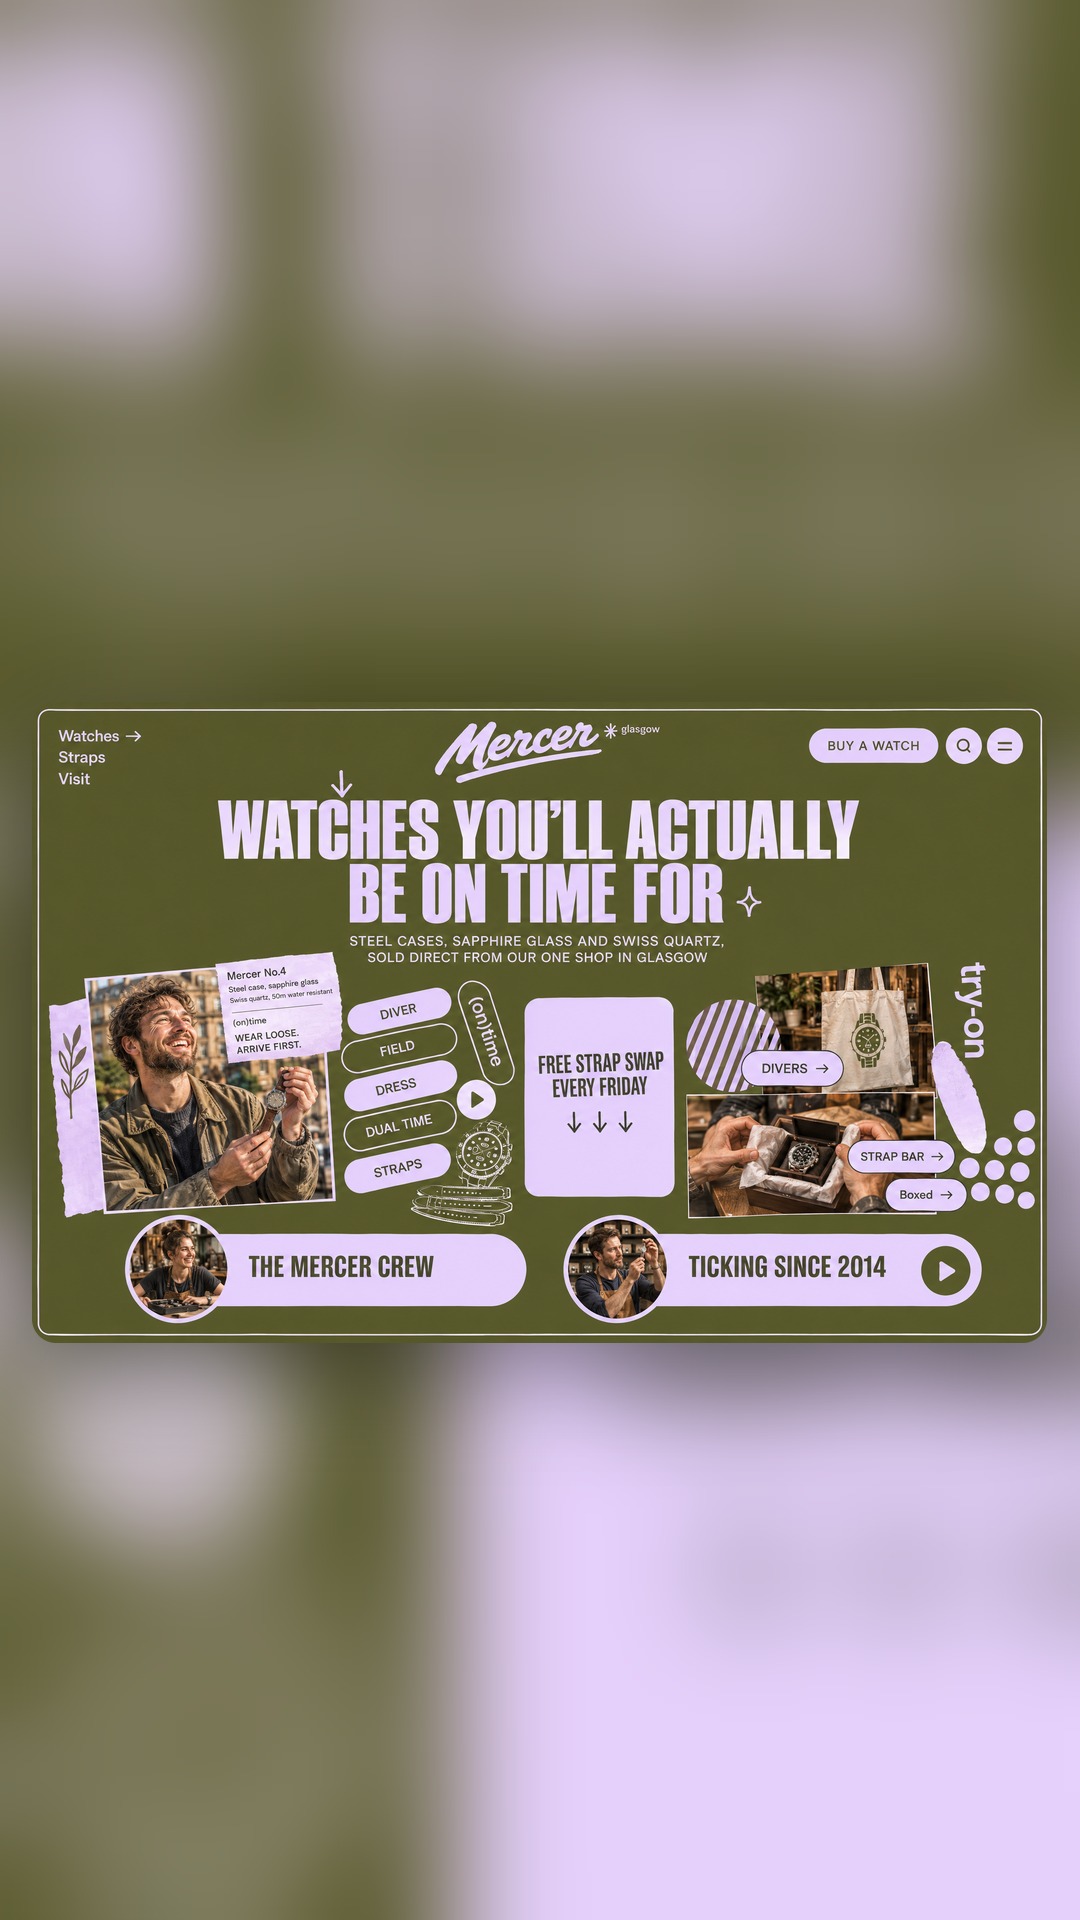 Watches →
Straps
Visit
Mercer
glasgow
BUY A WATCH
WATCHES YOU'LL ACTUALLY
BE ON TIME FOR
STEEL CASES, SAPPHIRE GLASS AND SWISS QUARTZ,
SOLD DIRECT FROM OUR ONE SHOP IN GLASGOW
Mercer No.4
Steel case, sapphire glass
Swiss quartz, 50m water resistant
(on)time
WEAR LOOSE.
ARRIVE FIRST.
DIVER
FIELD
DRESS
DUAL TIME
STRAPS
(on)time
FREE STRAP SWAP
EVERY FRIDAY
↓ ↓ ↓
DIVERS →
try-on
STRAP BAR →
Boxed →
THE MERCER CREW
TICKING SINCE 2014